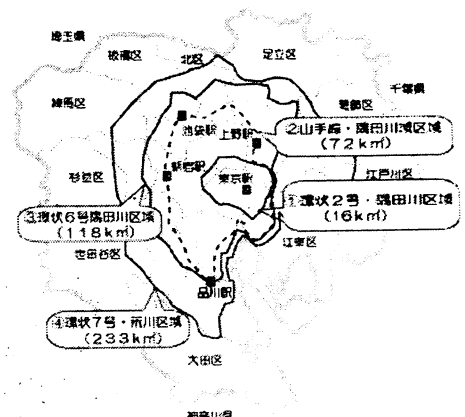 埼玉県
板橋区
北区
足立区
千葉県
練馬区
葛飾区
池袋駅
上野駅
②山手線・隅田川区域
(72k㎡)
新宿駅
東京駅
江戸川区
杉並区
①環状2号・隅田川区域
(16k㎡)
③環状6号隅田川区域
(118k㎡)
江東区
世田谷区
品川駅
④環状7号・荒川区域
(233k㎡)
大田区
神奈川県